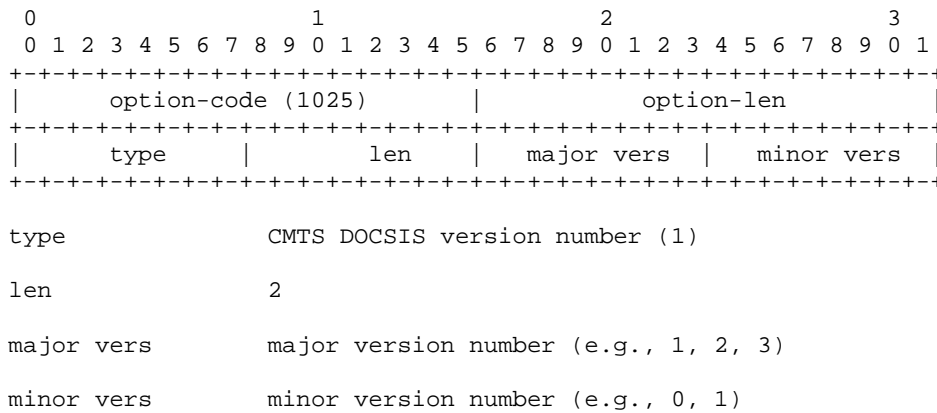 0                   1                   2                   3
 0 1 2 3 4 5 6 7 8 9 0 1 2 3 4 5 6 7 8 9 0 1 2 3 4 5 6 7 8 9 0 1
+-+-+-+-+-+-+-+-+-+-+-+-+-+-+-+-+-+-+-+-+-+-+-+-+-+-+-+-+-+-+-+-+
|      option-code (1025)       |           option-len          |
+-+-+-+-+-+-+-+-+-+-+-+-+-+-+-+-+-+-+-+-+-+-+-+-+-+-+-+-+-+-+-+-+
|      type     |        len    |   major vers  |   minor vers  |
+-+-+-+-+-+-+-+-+-+-+-+-+-+-+-+-+-+-+-+-+-+-+-+-+-+-+-+-+-+-+-+-+
type              CMTS DOCSIS version number (1)
len               2
major vers        major version number (e.g., 1, 2, 3)
minor vers        minor version number (e.g., 0, 1)